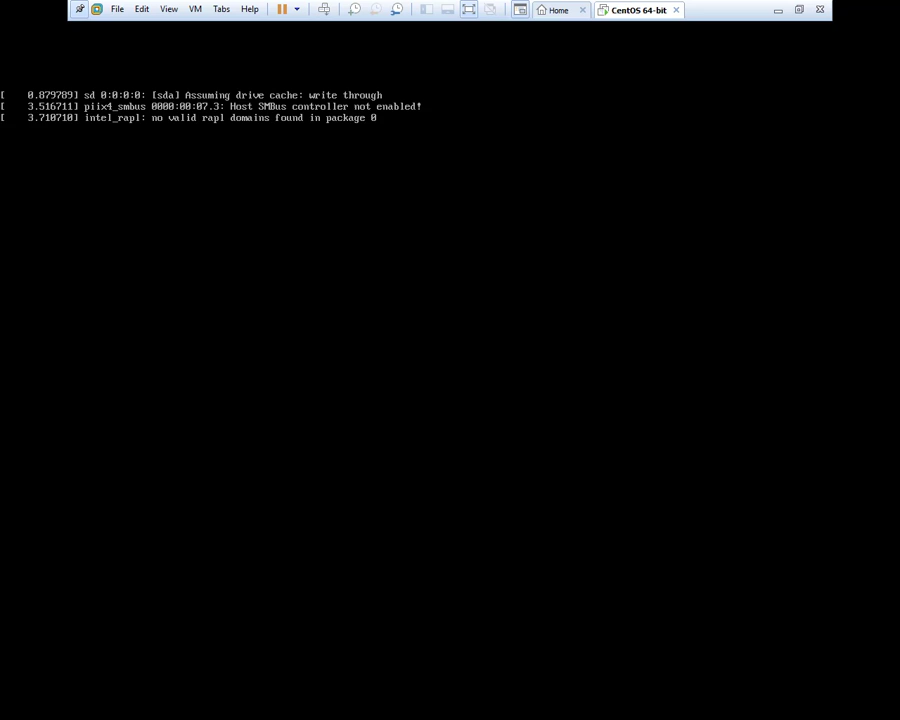 File Edit View VM Tabs Help Home CentOS 64-bit
[    0.879789] sd 0:0:0:0: [sda] Assuming drive cache: write through
[    3.516711] piix4_smbus 0000:00:07.3: Host SMBus controller not enabled!
[    3.710710] intel_rapl: no valid rapl domains found in package 0